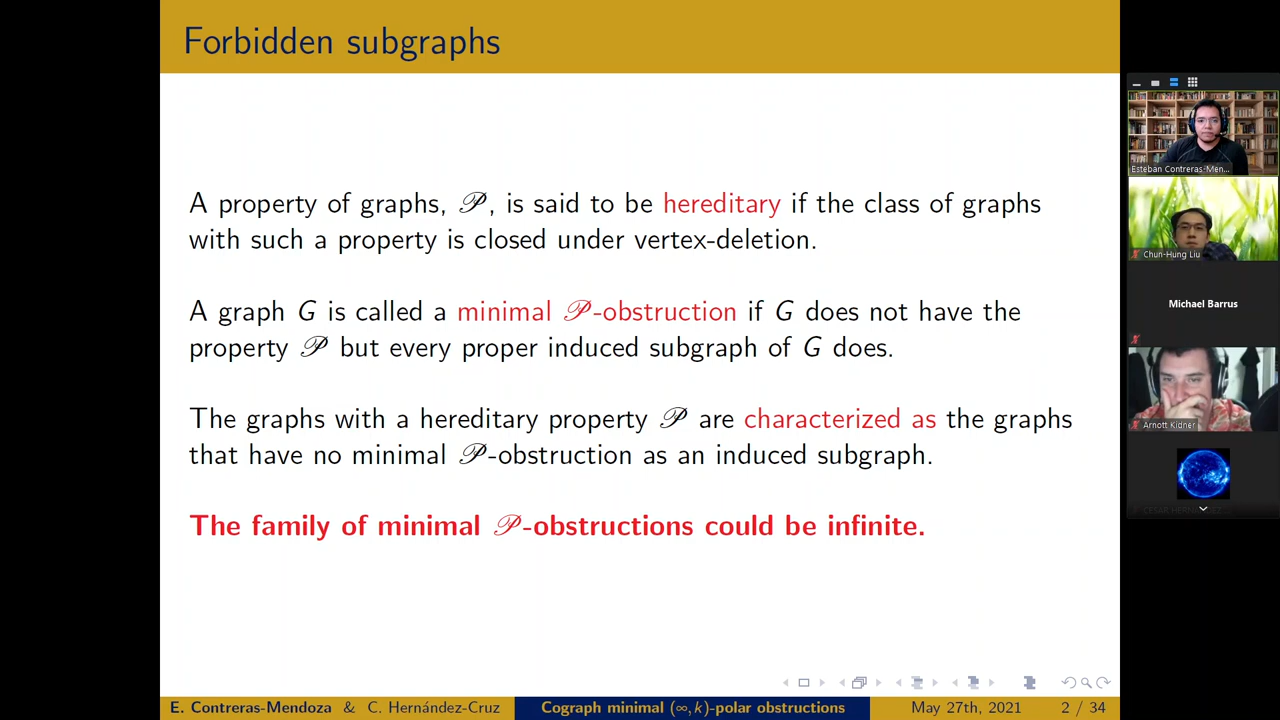 Forbidden subgraphs
A property of graphs, 𝒫, is said to be hereditary if the class of graphs
with such a property is closed under vertex-deletion.
A graph G is called a minimal 𝒫-obstruction if G does not have the
property 𝒫 but every proper induced subgraph of G does.
The graphs with a hereditary property 𝒫 are characterized as the graphs
that have no minimal 𝒫-obstruction as an induced subgraph.
The family of minimal 𝒫-obstructions could be infinite.
E. Contreras-Mendoza & C. Hernández-Cruz
Cograph minimal (∞, k)-polar obstructions
May 27th, 2021
2 / 34
Esteban Contreras-Men...
Chun-Hung Liu
Michael Barrus
Arnott Kidner